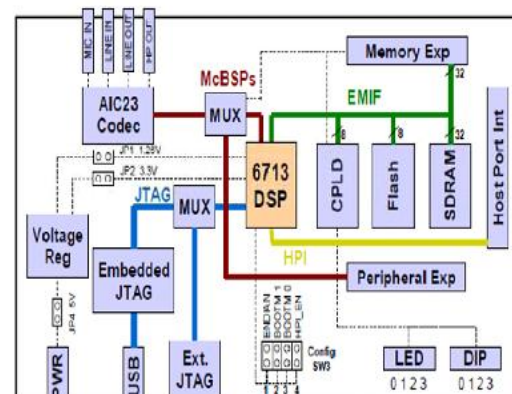 MIC IN
LINE IN
LINE OUT
HP OUT
AIC23
Codec
McBSPs
MUX
Memory Exp
32
EMIF
8
8
32
JP1 1.26V
JP2 3.3V
6713
DSP
CPLD
Flash
SDRAM
Host Port Int
JTAG
MUX
Voltage
Reg
Embedded
JTAG
HPI
Peripheral Exp
JP4 5V
ENDIAN
BOOTM 1
BOOTM 0
HPI_EN
Config
SW3
1 2 3 4
PWR
USB
Ext.
JTAG
LED
DIP
0 1 2 3
0 1 2 3